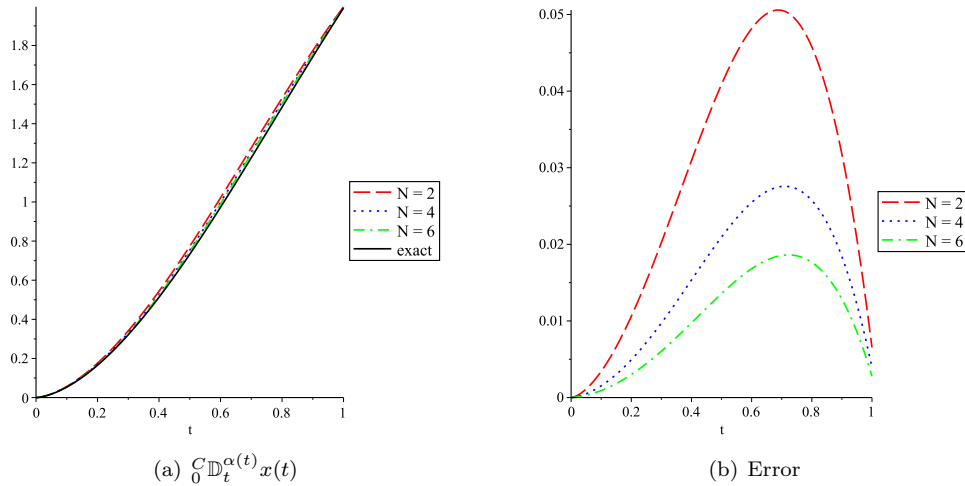 1.8
1.6
1.4
1.2
1
0.8
0.6
0.4
0.2
0
0 0.2 0.4 0.6 0.8 1
t
N = 2
N = 4
N = 6
exact
(a) $^C_0\mathbb{D}^{\alpha(t)}_t x(t)$
0.05
0.04
0.03
0.02
0.01
0
0 0.2 0.4 0.6 0.8 1
t
N = 2
N = 4
N = 6
(b) Error